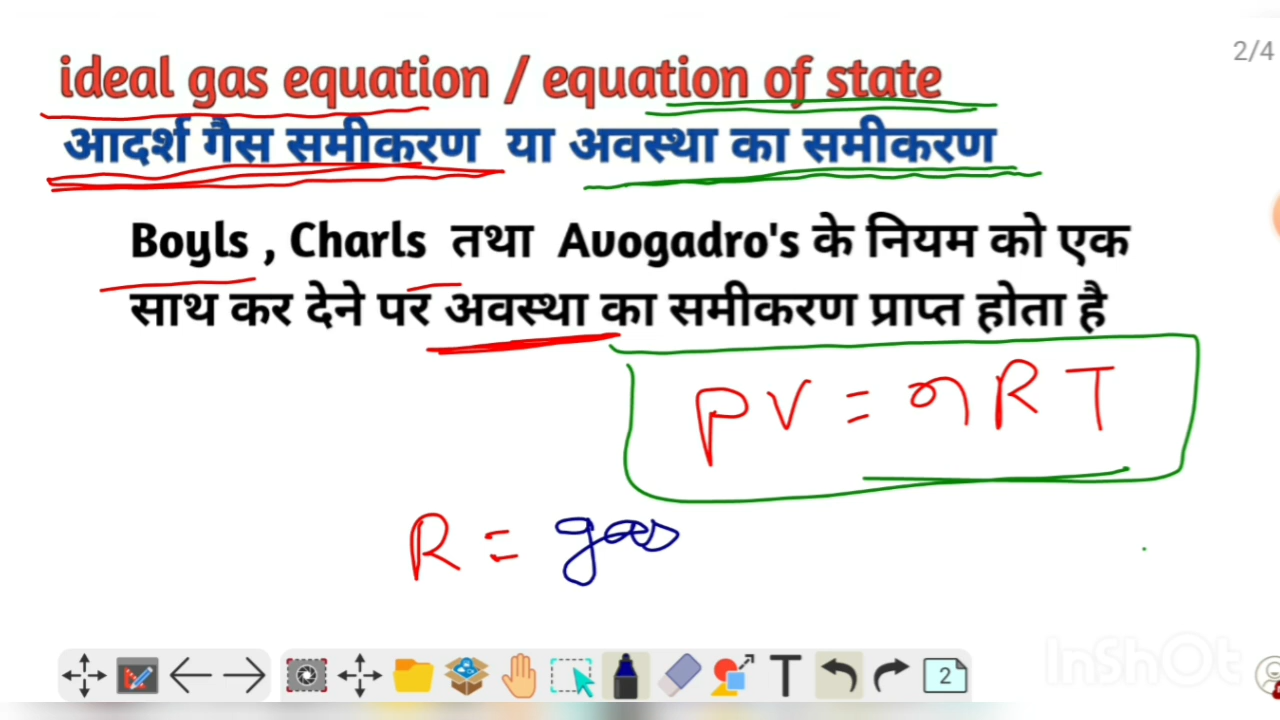 ideal gas equation / equation of state
2/4
आदर्श गैस समीकरण या अवस्था का समीकरण
Boyls , Charls तथा Avogadro's के नियम को एक
साथ कर देने पर अवस्था का समीकरण प्राप्त होता है
PV = nRT
R = gas
T
2
InShOt